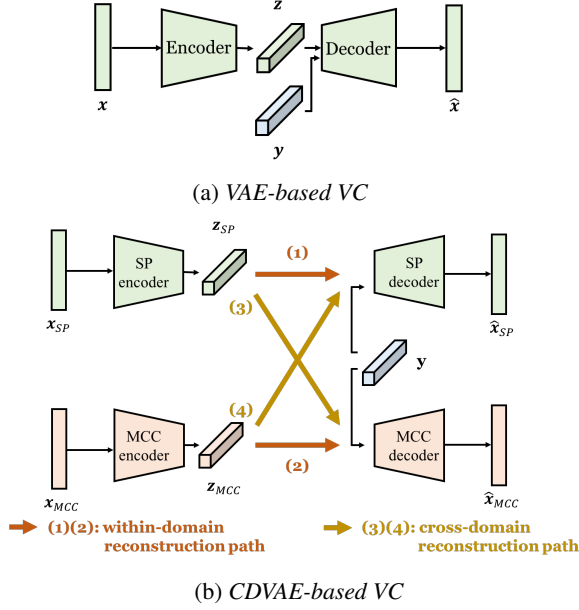 z
Encoder
Decoder
x
y
x̂
(a) VAE-based VC
z_SP
(1)
SP
encoder
SP
decoder
(3)
x_SP
x̂_SP
y
(4)
MCC
encoder
MCC
decoder
(2)
z_MCC
x_MCC
x̂_MCC
(1)(2): within-domain
reconstruction path
(3)(4): cross-domain
reconstruction path
(b) CDVAE-based VC